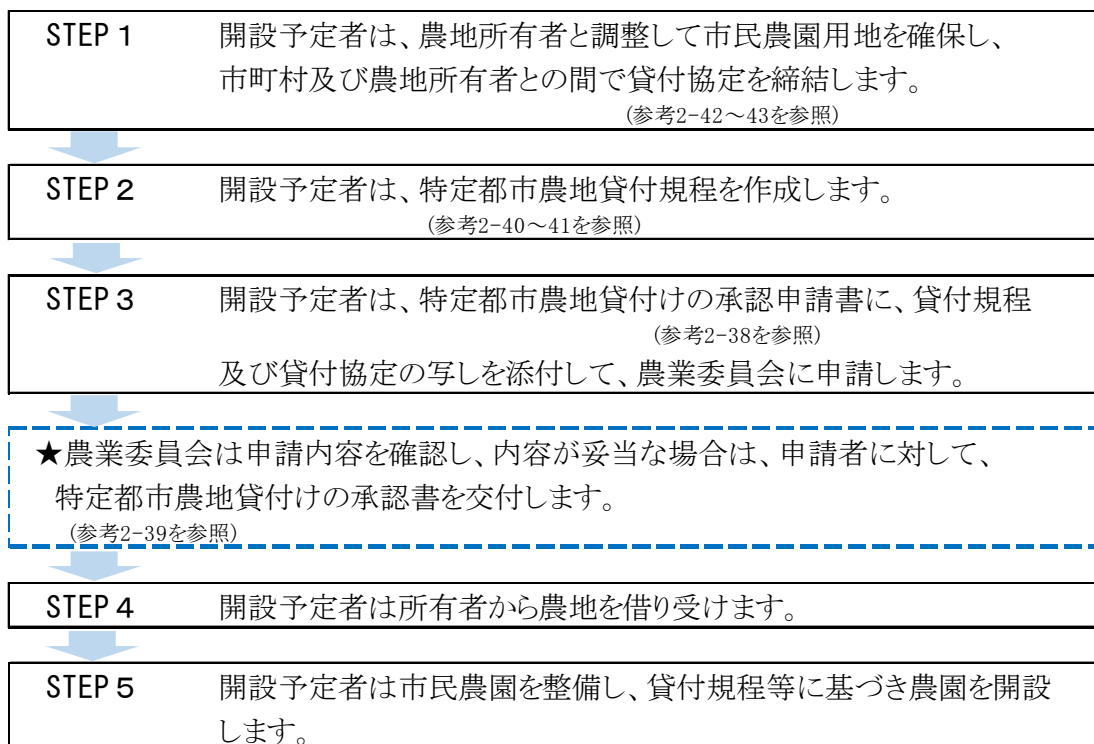 STEP 1 開設予定者は、農地所有者と調整して市民農園用地を確保し、
市町村及び農地所有者との間で貸付協定を締結します。
(参考2-42～43を参照)
STEP 2 開設予定者は、特定都市農地貸付規程を作成します。
(参考2-40～41を参照)
STEP 3 開設予定者は、特定都市農地貸付けの承認申請書に、貸付規程
(参考2-38を参照)
及び貸付協定の写しを添付して、農業委員会に申請します。
★農業委員会は申請内容を確認し、内容が妥当な場合は、申請者に対して、
特定都市農地貸付けの承認書を交付します。
(参考2-39を参照)
STEP 4 開設予定者は所有者から農地を借り受けます。
STEP 5 開設予定者は市民農園を整備し、貸付規程等に基づき農園を開設
します。